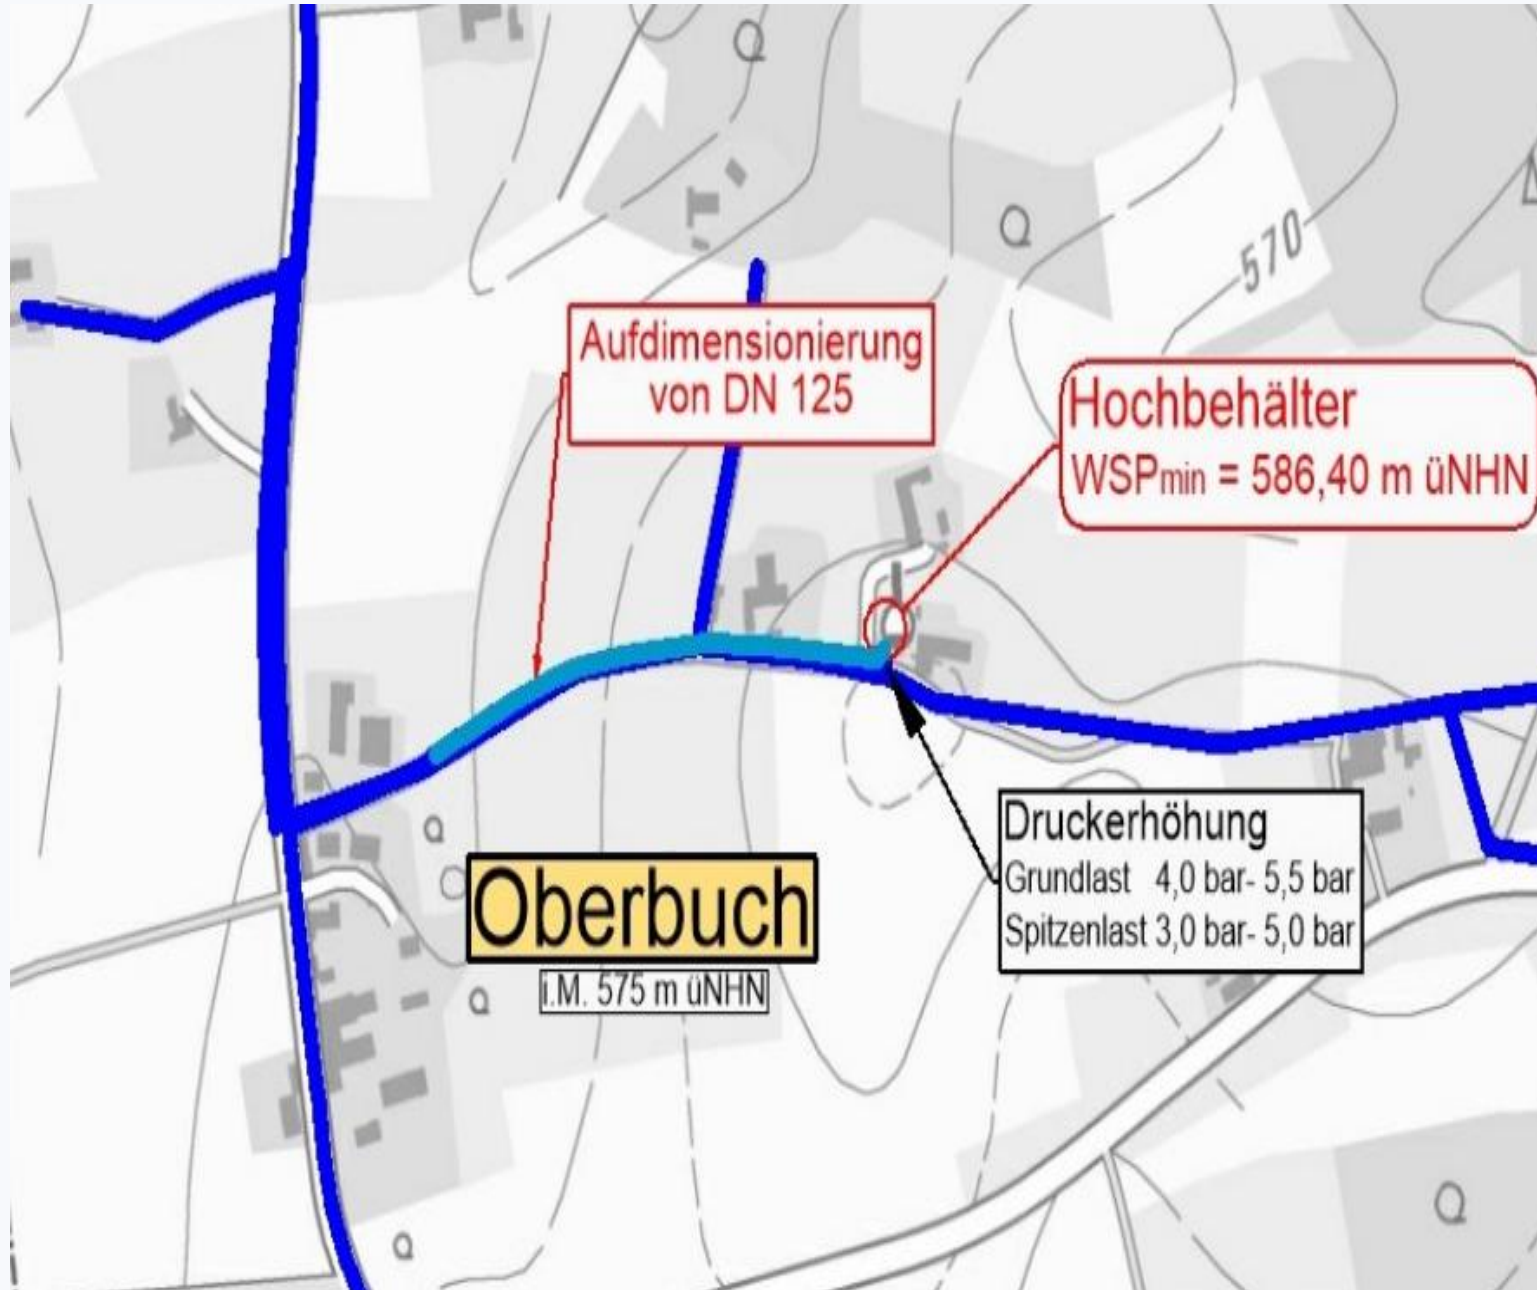 570
Aufdimensionierung
von DN 125
Hochbehälter
WSPmin = 586,40 m üNHN
Druckerhöhung
Grundlast 4,0 bar- 5,5 bar
Spitzenlast 3,0 bar- 5,0 bar
Oberbuch
i.M. 575 m üNHN